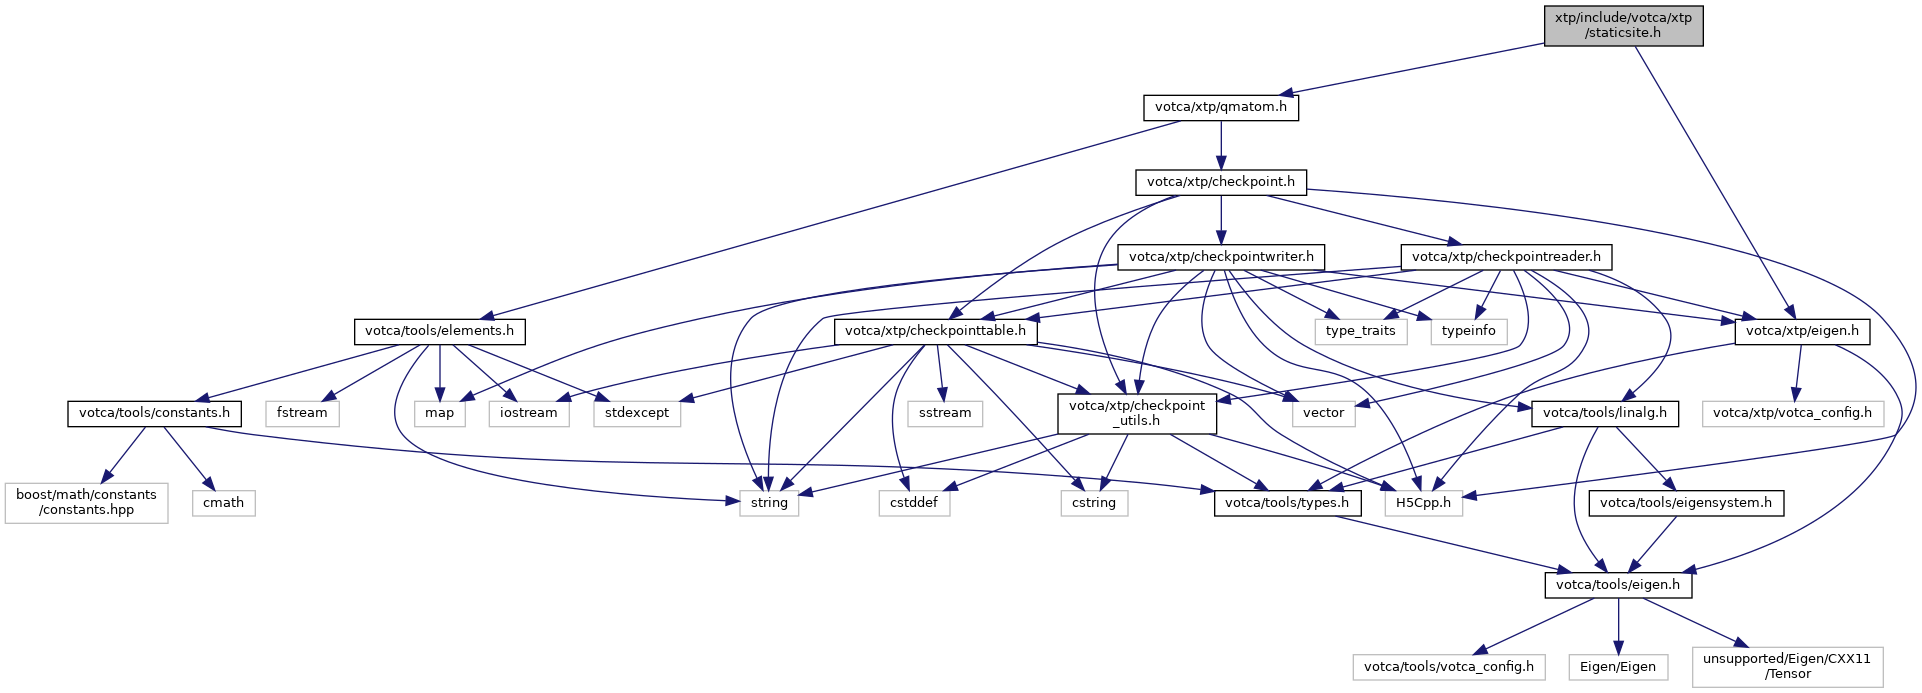 xtp/include/votca/xtp
/staticsite.h
votca/xtp/qmatom.h
votca/xtp/checkpoint.h
votca/xtp/checkpointwriter.h
votca/xtp/checkpointreader.h
votca/tools/elements.h
votca/xtp/checkpointtable.h
type_traits
typeinfo
votca/xtp/eigen.h
votca/tools/constants.h
fstream
map
iostream
stdexcept
sstream
votca/xtp/checkpoint
_utils.h
vector
votca/tools/linalg.h
votca/xtp/votca_config.h
boost/math/constants
/constants.hpp
cmath
string
cstddef
cstring
votca/tools/types.h
H5Cpp.h
votca/tools/eigensystem.h
votca/tools/eigen.h
votca/tools/votca_config.h
Eigen/Eigen
unsupported/Eigen/CXX11
/Tensor